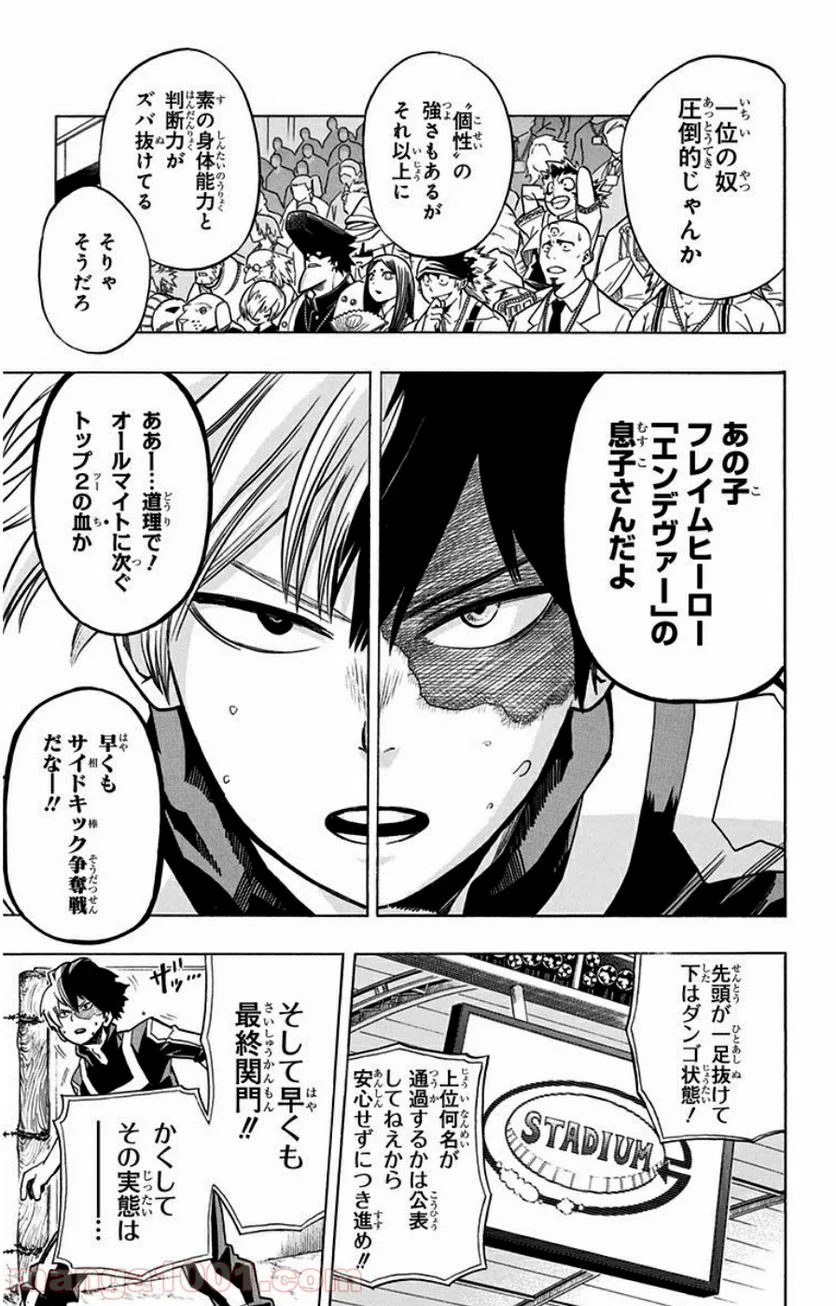 一位の奴
圧倒的じゃんか
"個性"の
強さもあるが
それ以上に
素の身体能力と
判断力が
ズバ抜けてる
そりゃ
そうだろ
あの子
フレイムヒーロー
「エンデヴァー」の
息子さんだよ
ああー…道理で！
オールマイトに次ぐ
トップ2の血か
早くも
サイドキック争奪戦
だなー!!
先頭が一足抜けて
下はダンゴ状態！
STADIUM
上位何名が
通過するかは公表
してねえから
安心せずにつき進め!!
そして早くも
最終関門!!
かくして
その実態は
――…
ザッ…
manga1001.com